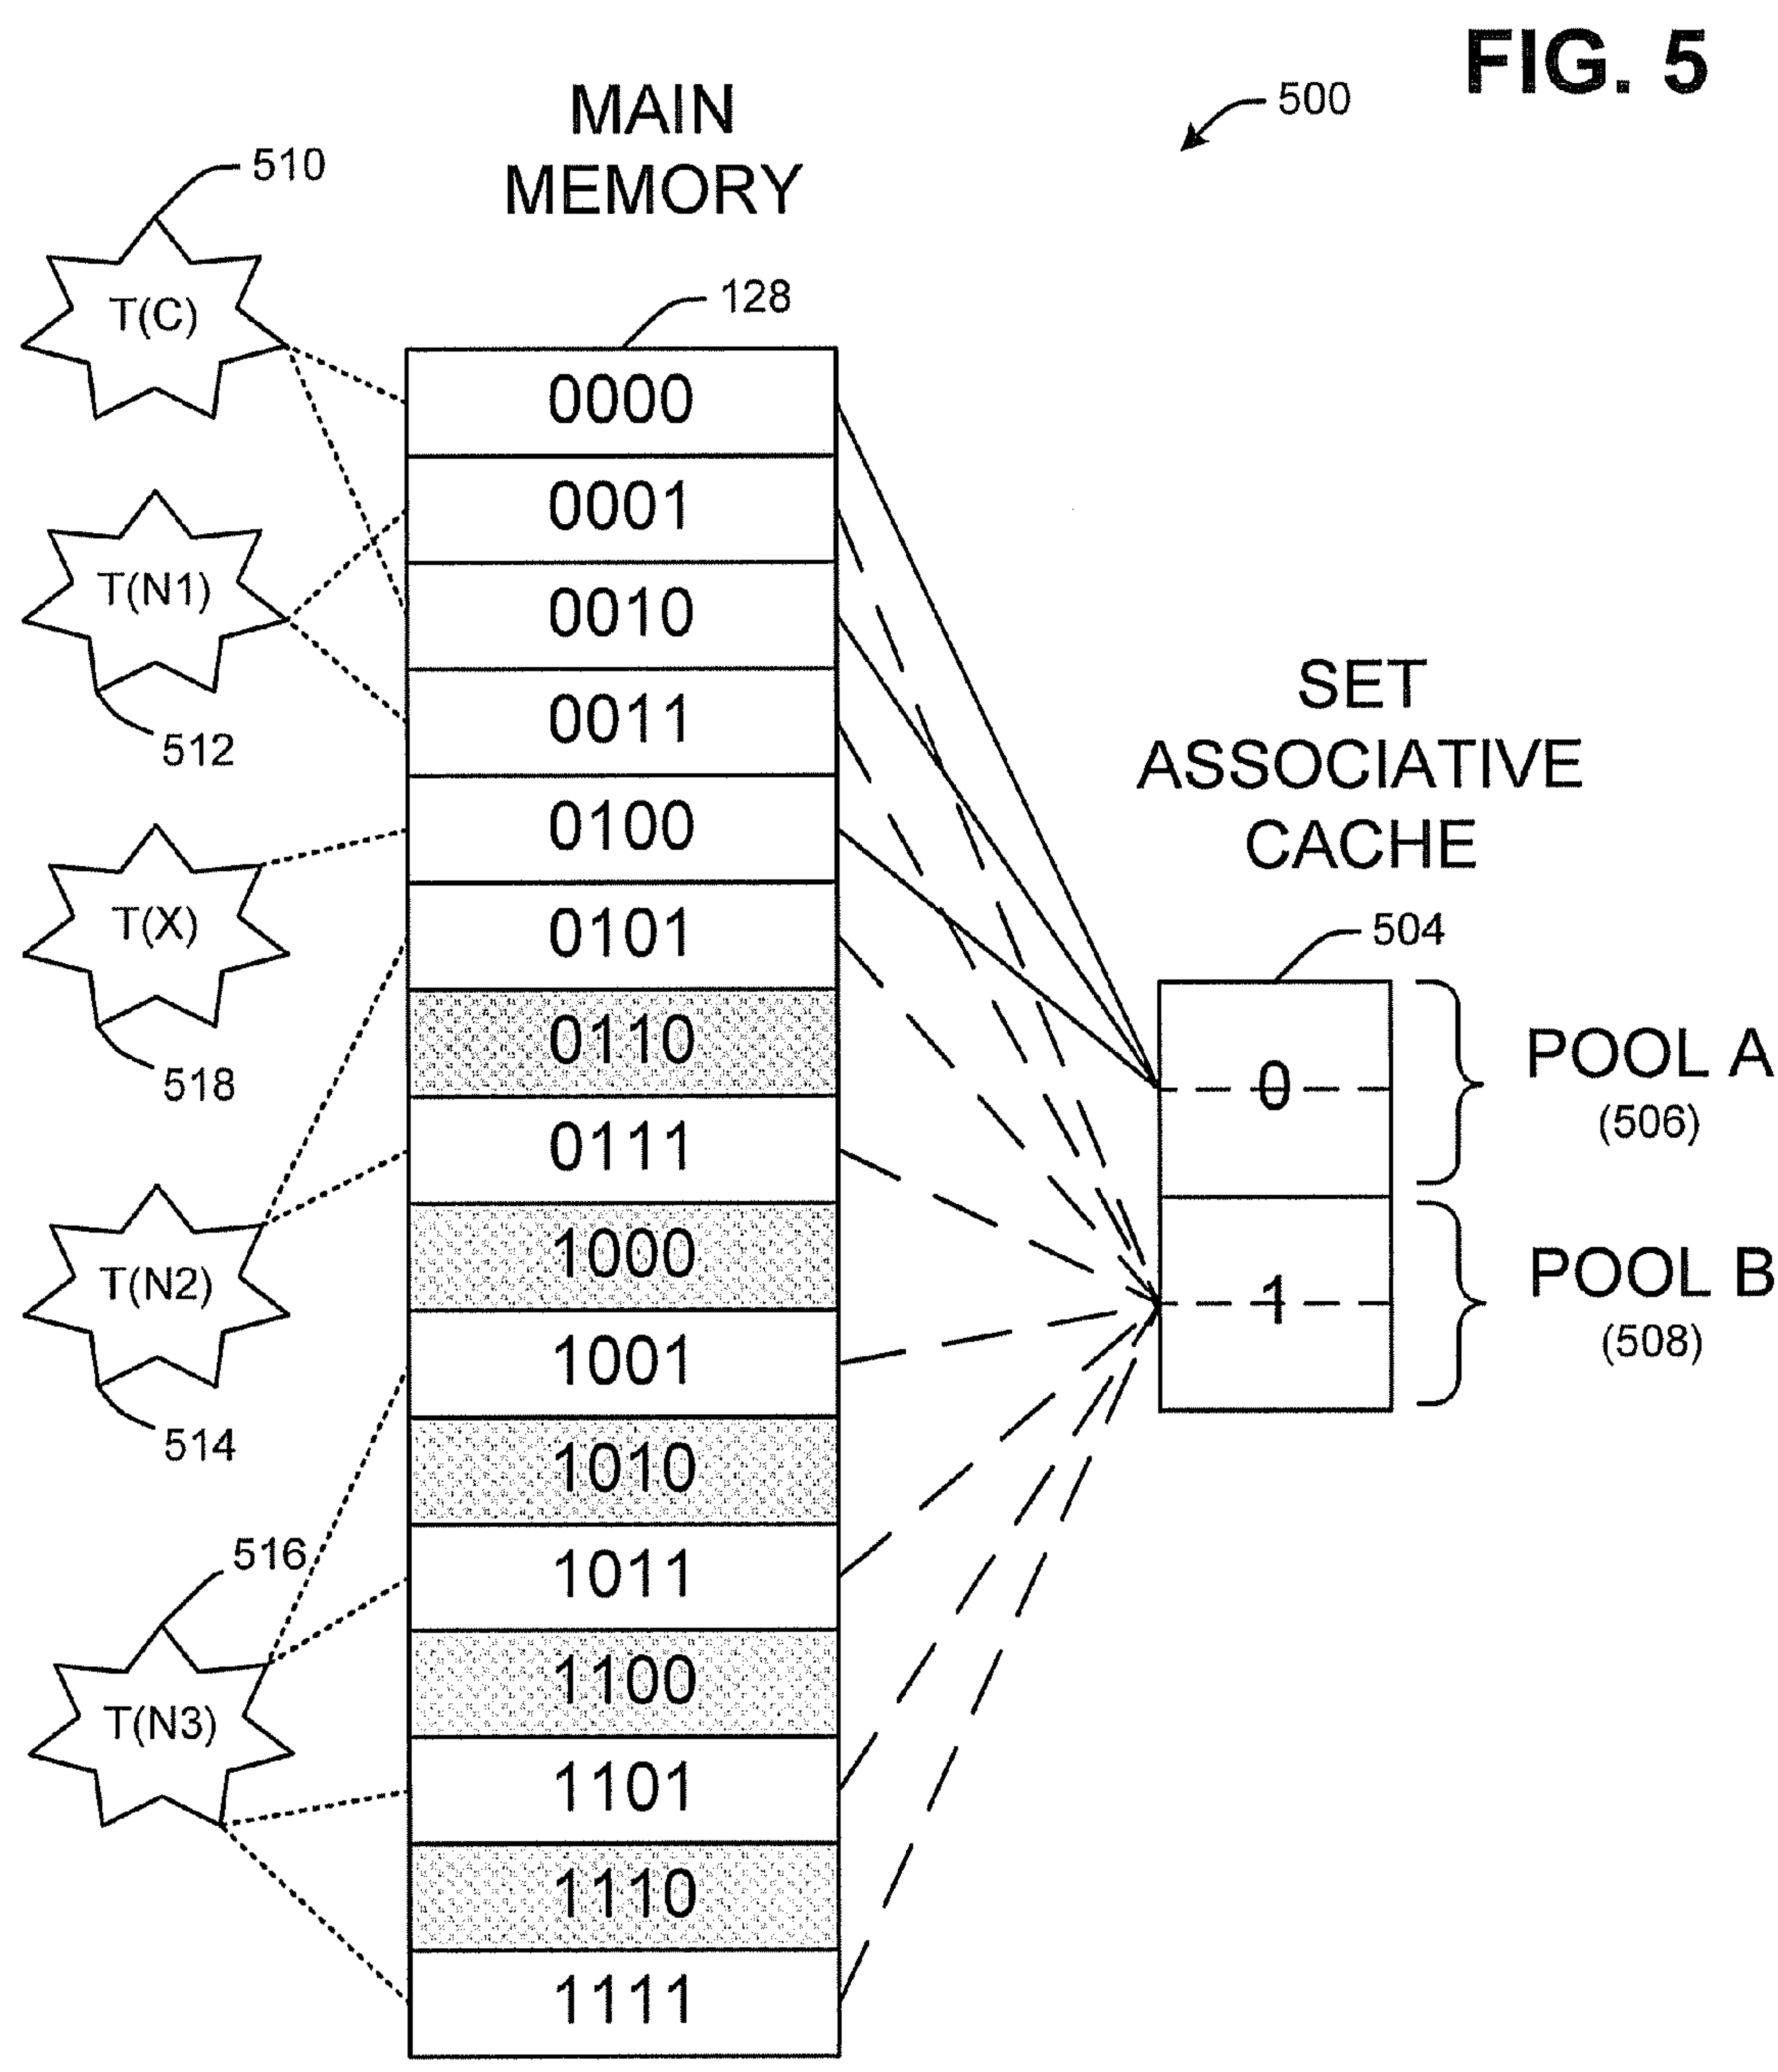 FIG. 5
500
MAIN
MEMORY
510
T(C)
128
0000
0001
T(N1)
0010
512
0011
SET
ASSOCIATIVE
CACHE
0100
T(X)
0101
504
518
0110
0
POOL A
(506)
0111
T(N2)
1000
1
POOL B
(508)
1001
514
1010
516
1011
T(N3)
1100
1101
1110
1111